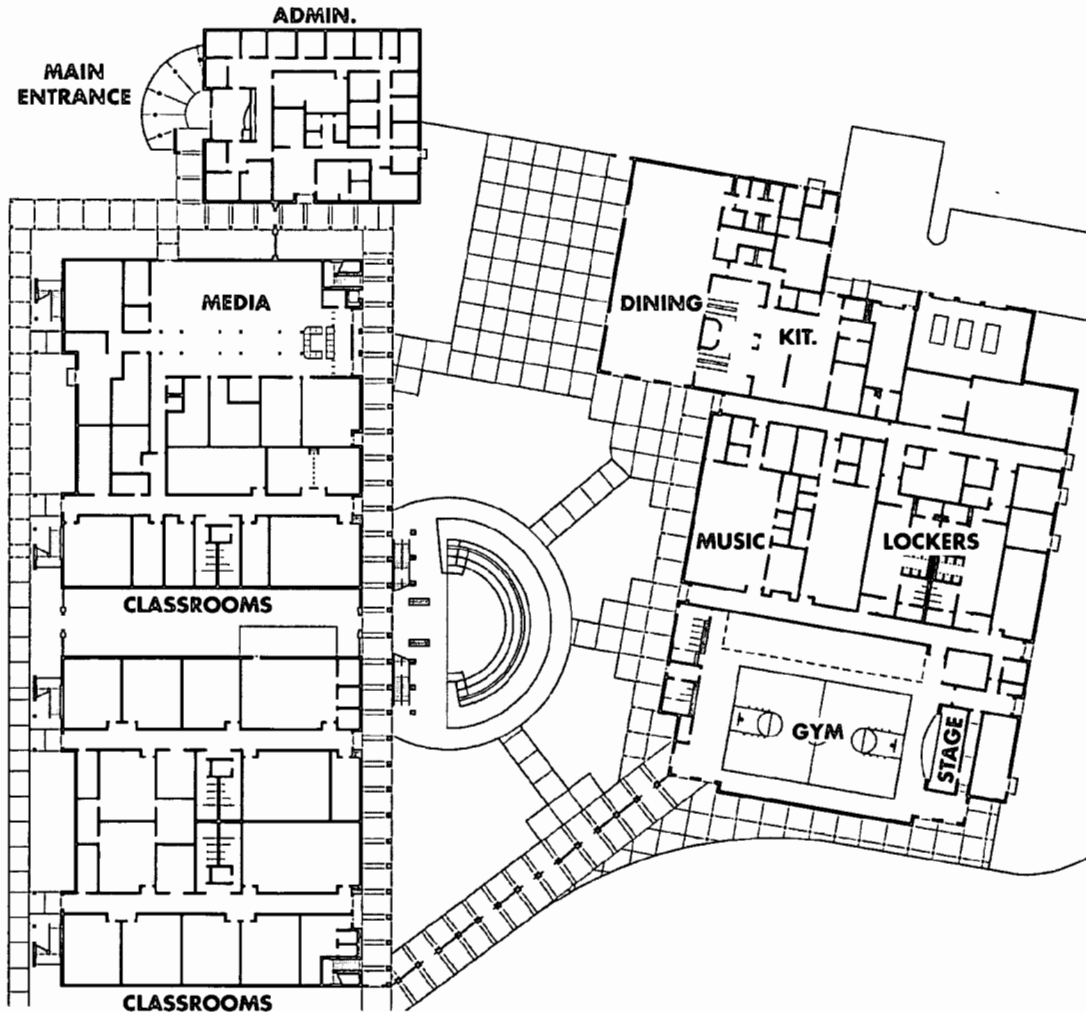 ADMIN.
MAIN
ENTRANCE
MEDIA
DINING
KIT.
MUSIC
LOCKERS
CLASSROOMS
GYM
STAGE
CLASSROOMS